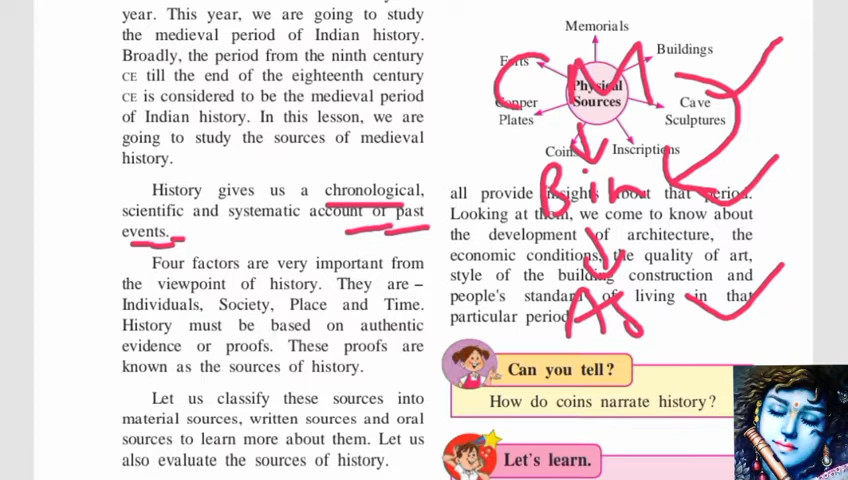 year. This year, we are going to study
the medieval period of Indian history.
Broadly, the period from the ninth century
CE till the end of the eighteenth century
CE is considered to be the medieval period
of Indian history. In this lesson, we are
going to study the sources of medieval
history.
History gives us a chronological,
scientific and systematic account of past
events.
Four factors are very important from
the viewpoint of history. They are –
Individuals, Society, Place and Time.
History must be based on authentic
evidence or proofs. These proofs are
known as the sources of history.
Let us classify these sources into
material sources, written sources and oral
sources to learn more about them. Let us
also evaluate the sources of history.
Memorials
Buildings
Forts
Physical
Sources
Copper
Plates
Cave
Sculptures
Coins
Inscriptions
CM
Bin
all provide insights about that period.
Looking at them, we come to know about
the development of architecture, the
economic conditions, the quality of art,
style of the building construction and
people's standard of living in that
particular period.
Can you tell?
How do coins narrate history?
Let's learn.